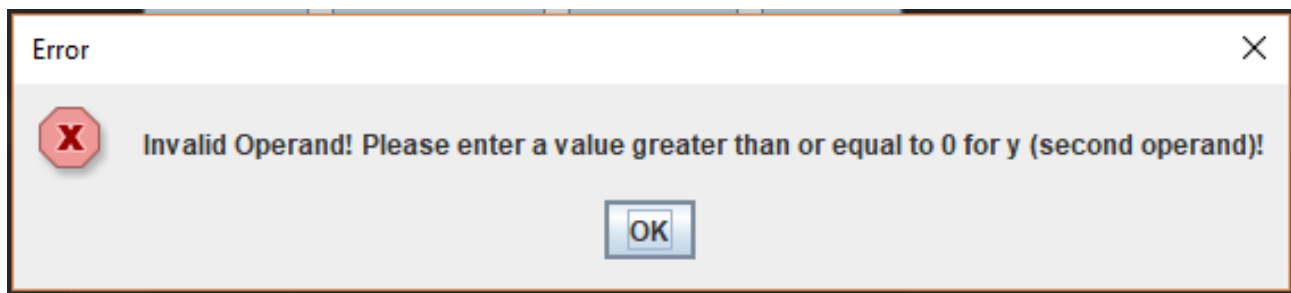 Error
Invalid Operand! Please enter a value greater than or equal to 0 for y (second operand)!
OK